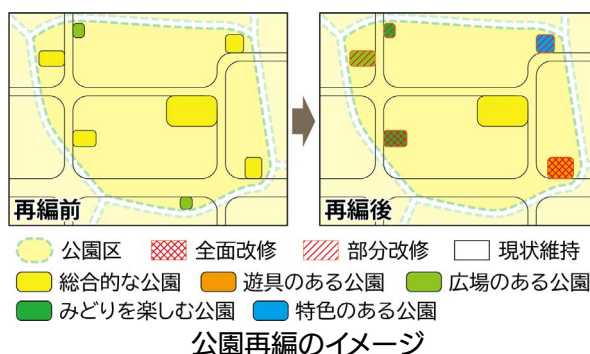 再編前
再編後
公園区
全面改修
部分改修
現状維持
総合的な公園
遊具のある公園
広場のある公園
みどりを楽しむ公園
特色のある公園
公園再編のイメージ